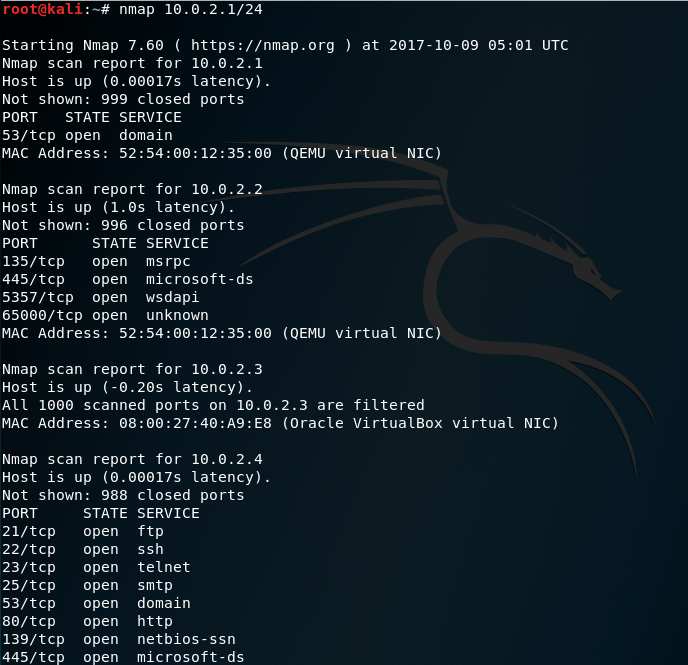 root@kali:~# nmap 10.0.2.1/24
Starting Nmap 7.60 ( https://nmap.org ) at 2017-10-09 05:01 UTC
Nmap scan report for 10.0.2.1
Host is up (0.00017s latency).
Not shown: 999 closed ports
PORT   STATE SERVICE
53/tcp open  domain
MAC Address: 52:54:00:12:35:00 (QEMU virtual NIC)
Nmap scan report for 10.0.2.2
Host is up (1.0s latency).
Not shown: 996 closed ports
PORT      STATE SERVICE
135/tcp   open  msrpc
445/tcp   open  microsoft-ds
5357/tcp  open  wsdapi
65000/tcp open  unknown
MAC Address: 52:54:00:12:35:00 (QEMU virtual NIC)
Nmap scan report for 10.0.2.3
Host is up (-0.20s latency).
All 1000 scanned ports on 10.0.2.3 are filtered
MAC Address: 08:00:27:40:A9:E8 (Oracle VirtualBox virtual NIC)
Nmap scan report for 10.0.2.4
Host is up (0.00017s latency).
Not shown: 988 closed ports
PORT     STATE SERVICE
21/tcp   open  ftp
22/tcp   open  ssh
23/tcp   open  telnet
25/tcp   open  smtp
53/tcp   open  domain
80/tcp   open  http
139/tcp  open  netbios-ssn
445/tcp  open  microsoft-ds